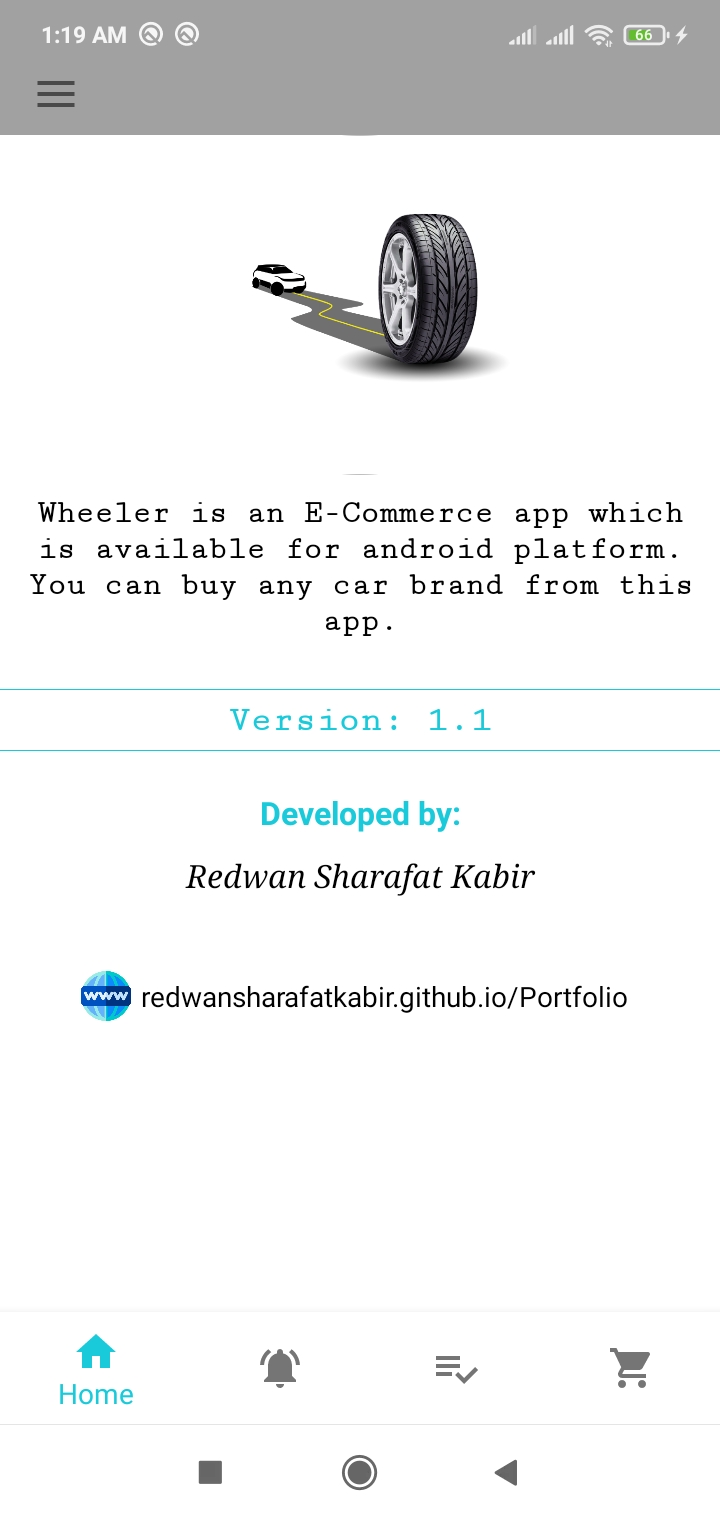 1:19 AM
66
Wheeler is an E-Commerce app which
is available for android platform.
You can buy any car brand from this
app.
Version: 1.1
Developed by:
Redwan Sharafat Kabir
www redwansharafatkabir.github.io/Portfolio
Home